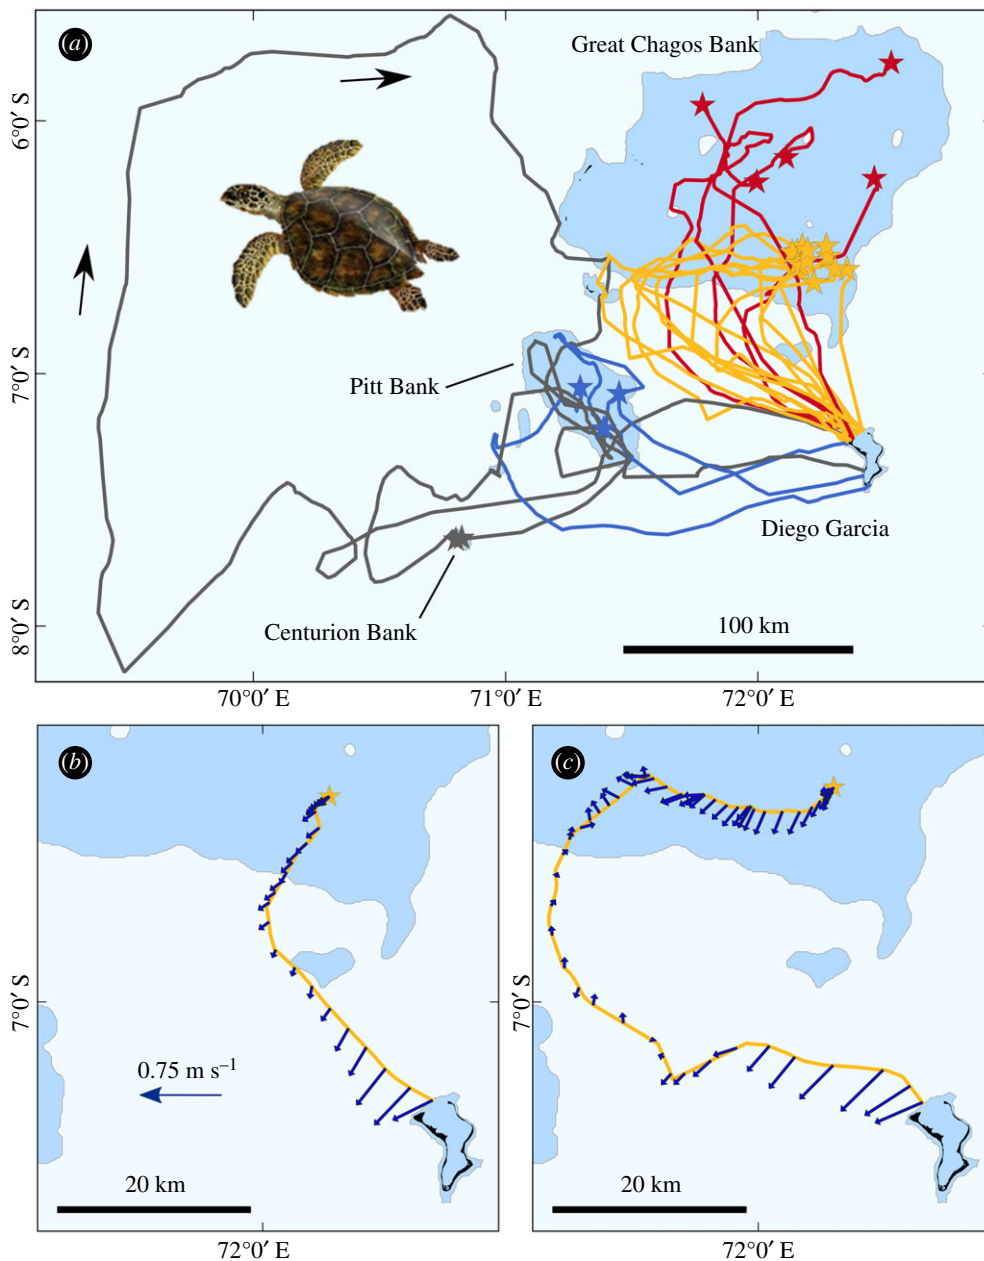 (a)
Great Chagos Bank
6°0′ S
7°0′ S
8°0′ S
Pitt Bank
Diego Garcia
Centurion Bank
100 km
70°0′ E
71°0′ E
72°0′ E
(b)
7°0′ S
0.75 m s⁻¹
20 km
72°0′ E
(c)
7°0′ S
20 km
72°0′ E